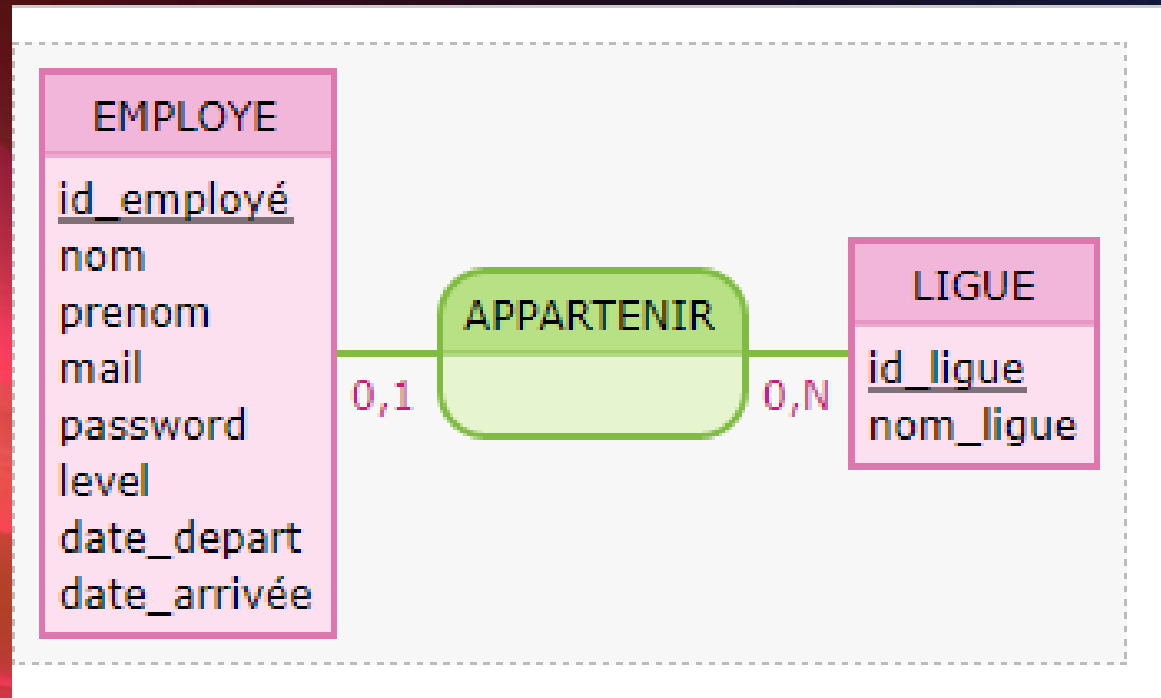 EMPLOYE
id_employé
nom
prenom
mail
password
level
date_depart
date_arrivée
0,1
APPARTENIR
0,N
LIGUE
id_ligue
nom_ligue